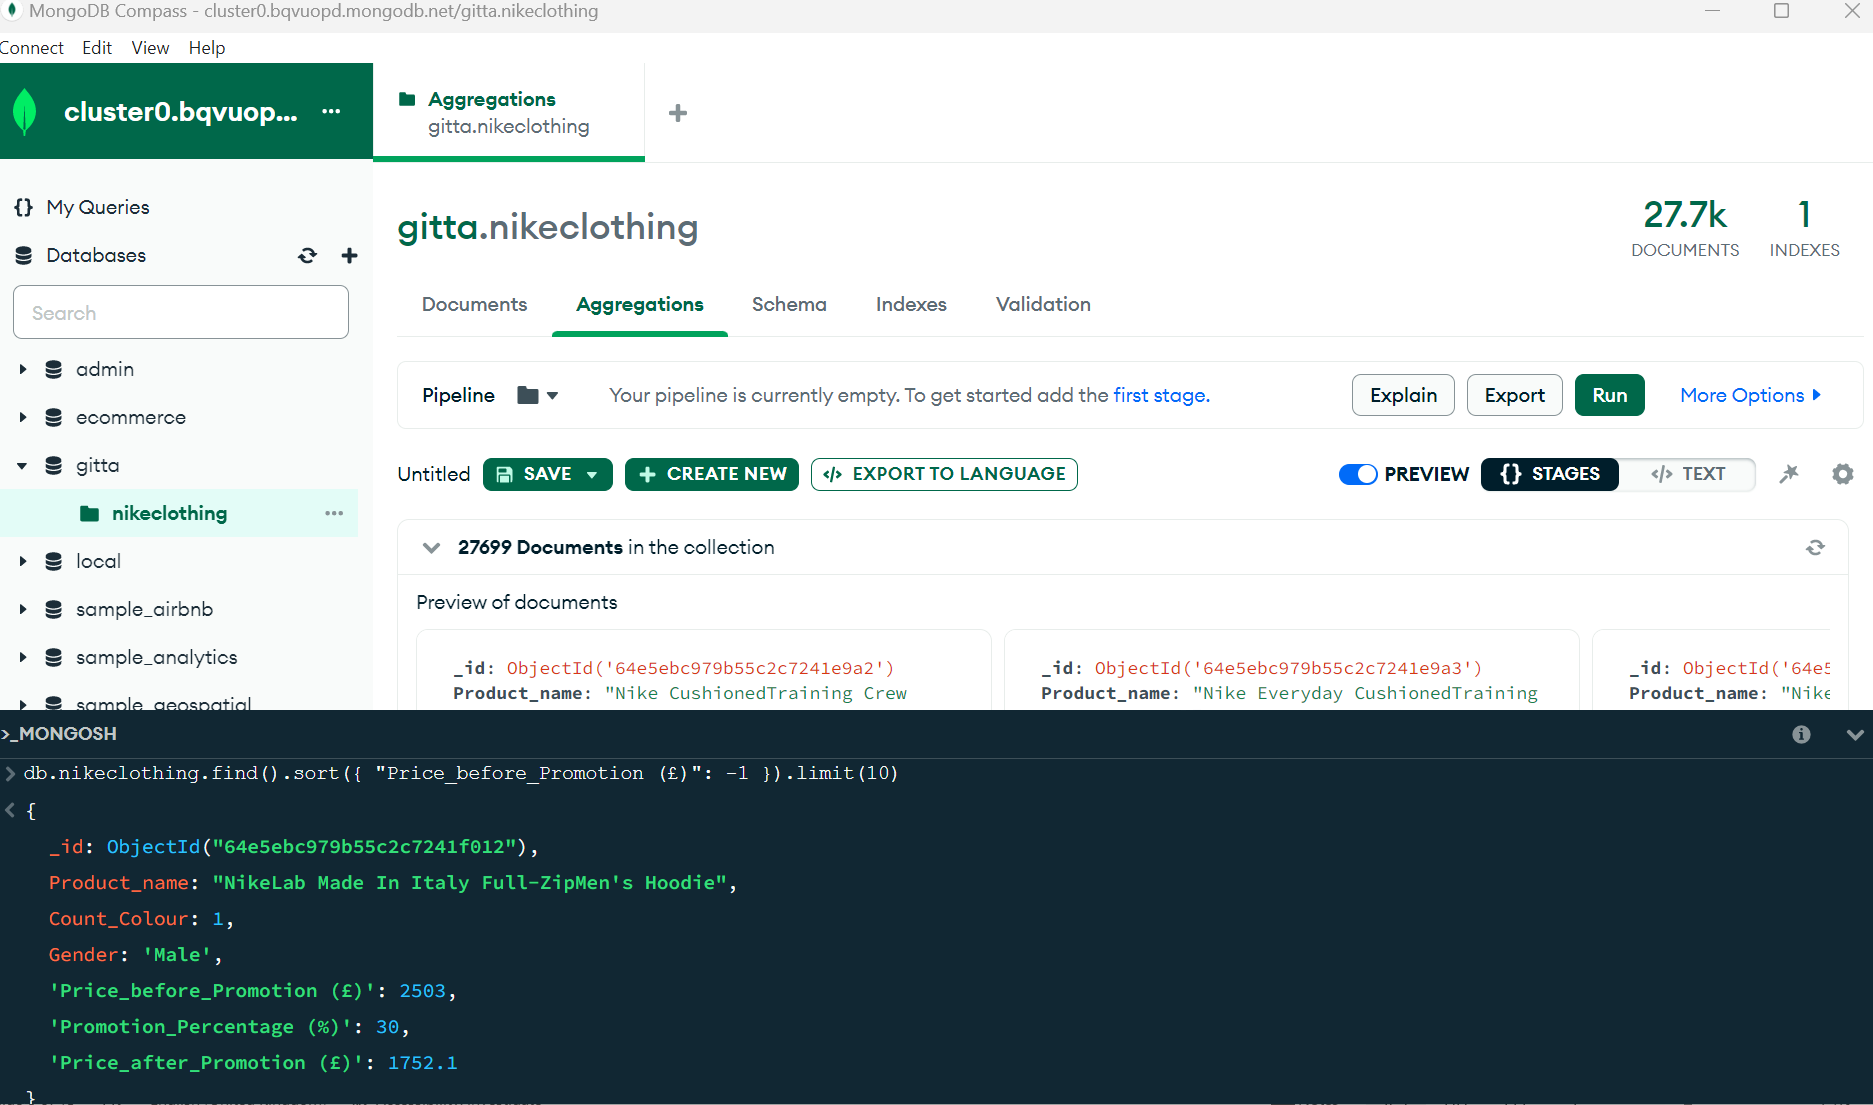 MongoDB Compass - cluster0.bqvuopd.mongodb.net/gitta.nikeclothing
Connect Edit View Help
cluster0.bqvuop... ...
Aggregations
gitta.nikeclothing
My Queries
Databases
Search
admin
ecommerce
gitta
nikeclothing
local
sample_airbnb
sample_analytics
sample_geospatial
gitta.nikeclothing
27.7k
DOCUMENTS
1
INDEXES
Documents Aggregations Schema Indexes Validation
Pipeline Your pipeline is currently empty. To get started add the first stage. Explain Export Run More Options
Untitled SAVE + CREATE NEW </> EXPORT TO LANGUAGE PREVIEW {} STAGES </> TEXT
27699 Documents in the collection
Preview of documents
_id: ObjectId('64e5ebc979b55c2c7241e9a2')
Product_name: "Nike CushionedTraining Crew
_id: ObjectId('64e5ebc979b55c2c7241e9a3')
Product_name: "Nike Everyday CushionedTraining
_id: ObjectId('64e5
Product_name: "Nike
>_MONGOSH
> db.nikeclothing.find().sort({ "Price_before_Promotion (£)": -1 }).limit(10)
< {
_id: ObjectId("64e5ebc979b55c2c7241f012"),
Product_name: "NikeLab Made In Italy Full-ZipMen's Hoodie",
Count_Colour: 1,
Gender: 'Male',
'Price_before_Promotion (£)': 2503,
'Promotion_Percentage (%)': 30,
'Price_after_Promotion (£)': 1752.1
}